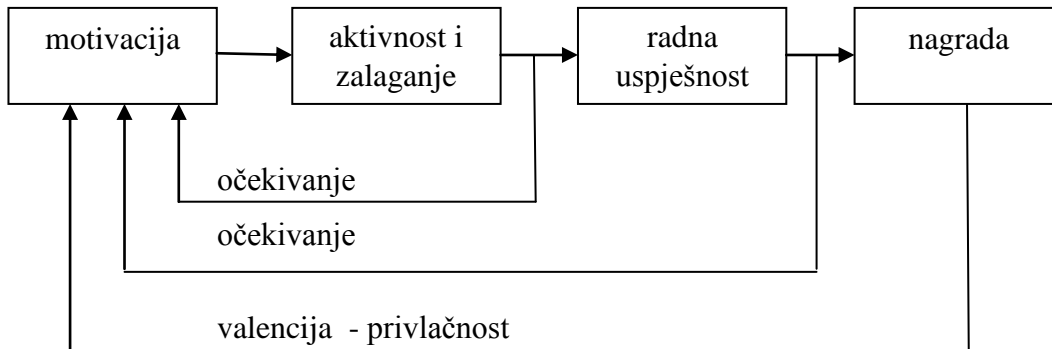 motivacija
aktivnost i
zalaganje
radna
uspješnost
nagrada
očekivanje
očekivanje
valencija - privlačnost